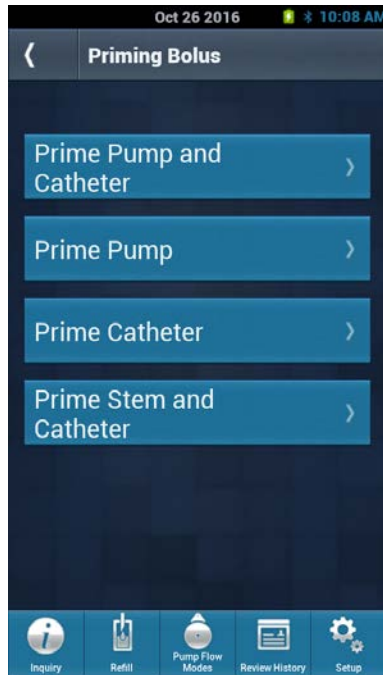 Oct 26 2016 10:08 AM
Priming Bolus
Prime Pump and
Catheter
Prime Pump
Prime Catheter
Prime Stem and
Catheter
Inquiry
Refill
Pump Flow
Modes
Review History
Setup